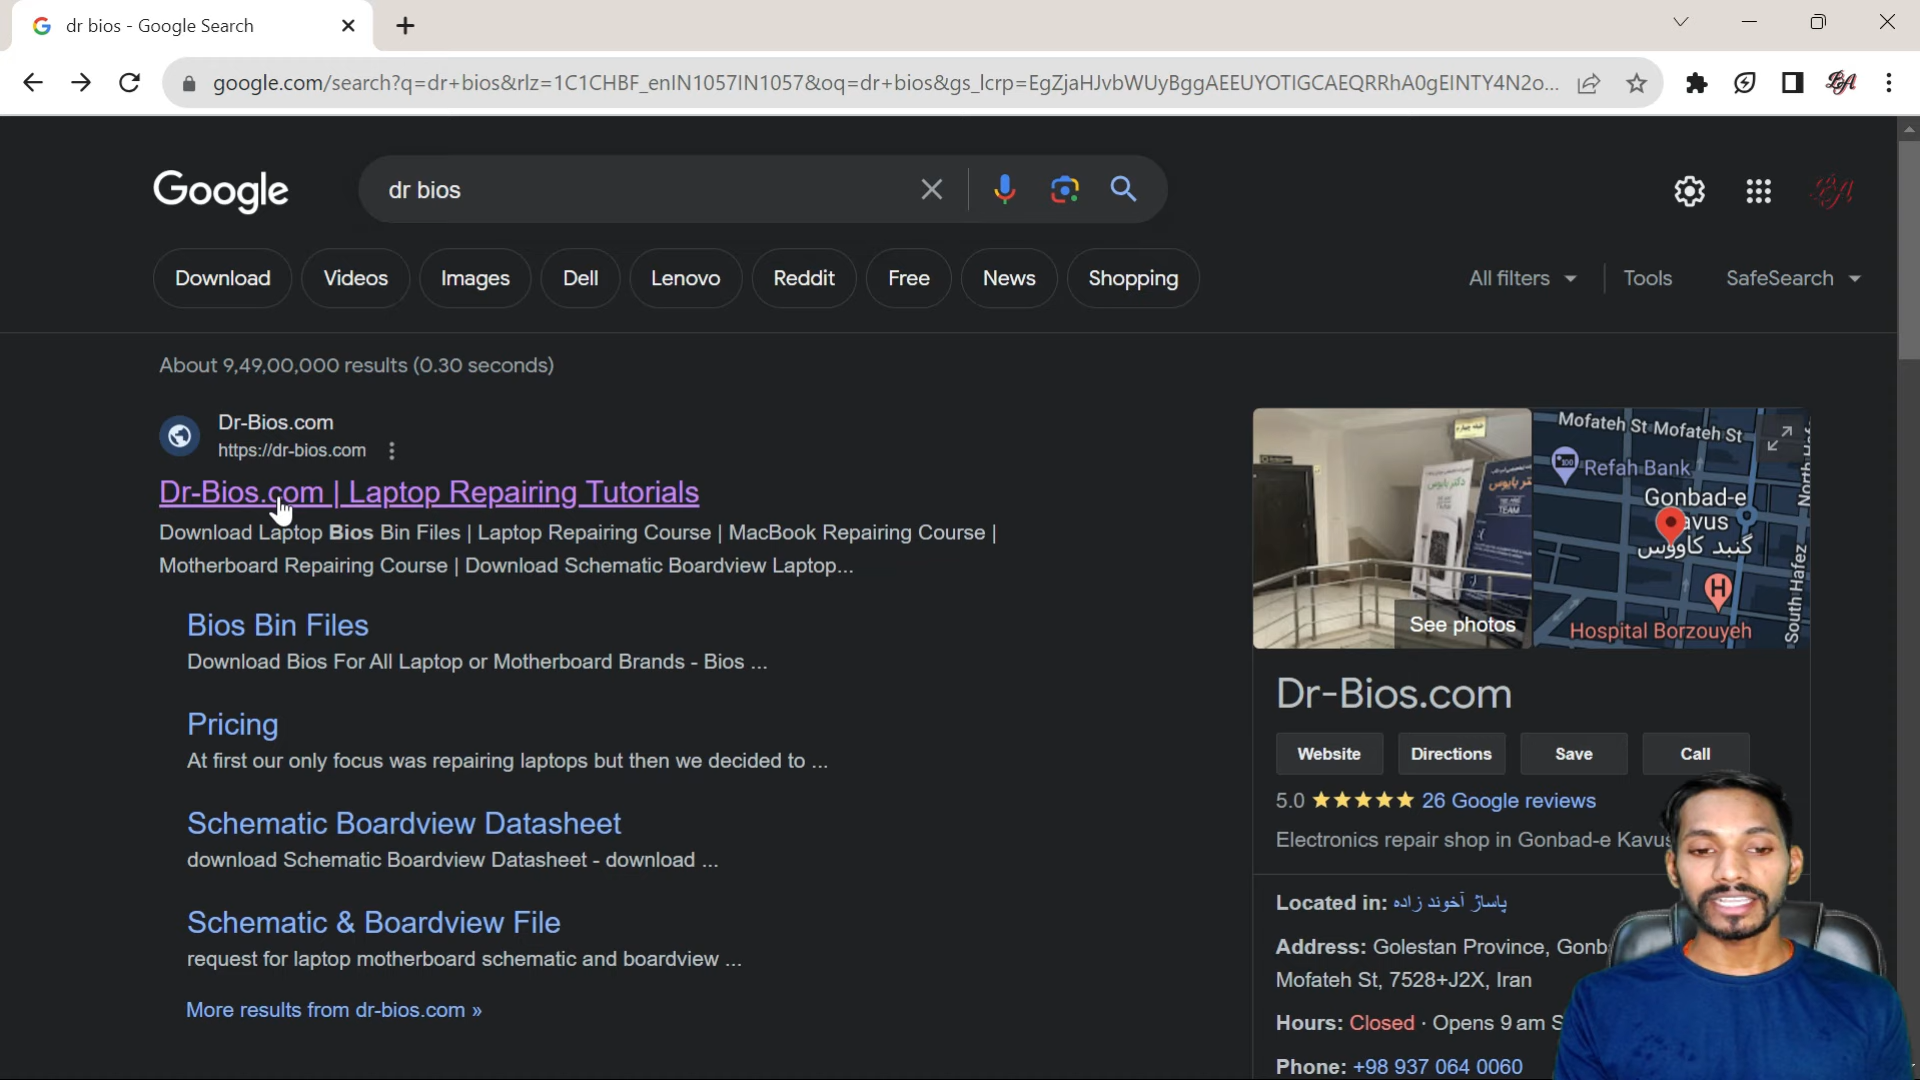 dr bios - Google Search
google.com/search?q=dr+bios&rlz=1C1CHBF_enIN1057IN1057&oq=dr+bios&gs_lcrp=EgZjaHJvbWUyBggAEEUYOTIGCAEQRRhA0gEINTY4N2o...
Google
dr bios
Download
Videos
Images
Dell
Lenovo
Reddit
Free
News
Shopping
All filters
Tools
SafeSearch
About 9,49,00,000 results (0.30 seconds)
Dr-Bios.com
https://dr-bios.com
Dr-Bios.com | Laptop Repairing Tutorials
Download Laptop Bios Bin Files | Laptop Repairing Course | MacBook Repairing Course |
Motherboard Repairing Course | Download Schematic Boardview Laptop...
Bios Bin Files
Download Bios For All Laptop or Motherboard Brands - Bios ...
Pricing
At first our only focus was repairing laptops but then we decided to ...
Schematic Boardview Datasheet
download Schematic Boardview Datasheet - download ...
Schematic & Boardview File
request for laptop motherboard schematic and boardview ...
More results from dr-bios.com »
See photos
Mofateh St Mofateh St
Refah Bank
Gonbad-e
گنبد کاووس
H
Hospital Borzouyeh
South Hafez
Dr-Bios.com
Website
Directions
Save
Call
5.0 ★★★★★ 26 Google reviews
Electronics repair shop in Gonbad-e Kavus
Located in: پاساژ آخوند زاده
Address: Golestan Province, Gonb
Mofateh St, 7528+J2X, Iran
Hours: Closed · Opens 9 am S
Phone: +98 937 064 0060